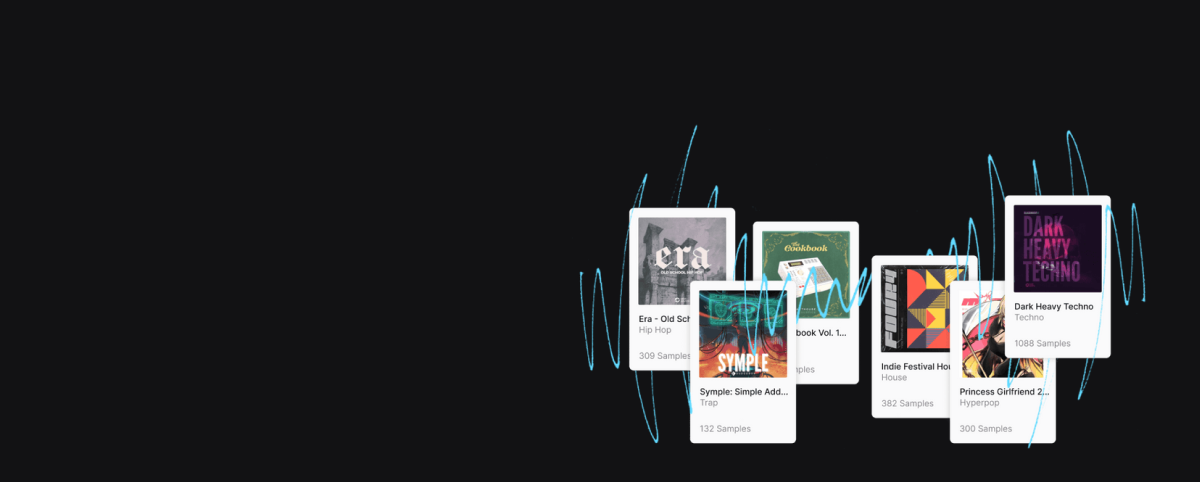 era
OLD SCHOOL HIP HOP
Era - Old Sch
Hip Hop
309 Samples
The
Cookbook
book Vol. 1...
ples
SYMPLE
Symple: Simple Add...
Trap
132 Samples
Indie Festival Hou
House
382 Samples
Princess Girlfriend 2...
Hyperpop
300 Samples
DARK
HEAVY
TECHNO
Dark Heavy Techno
Techno
1088 Samples